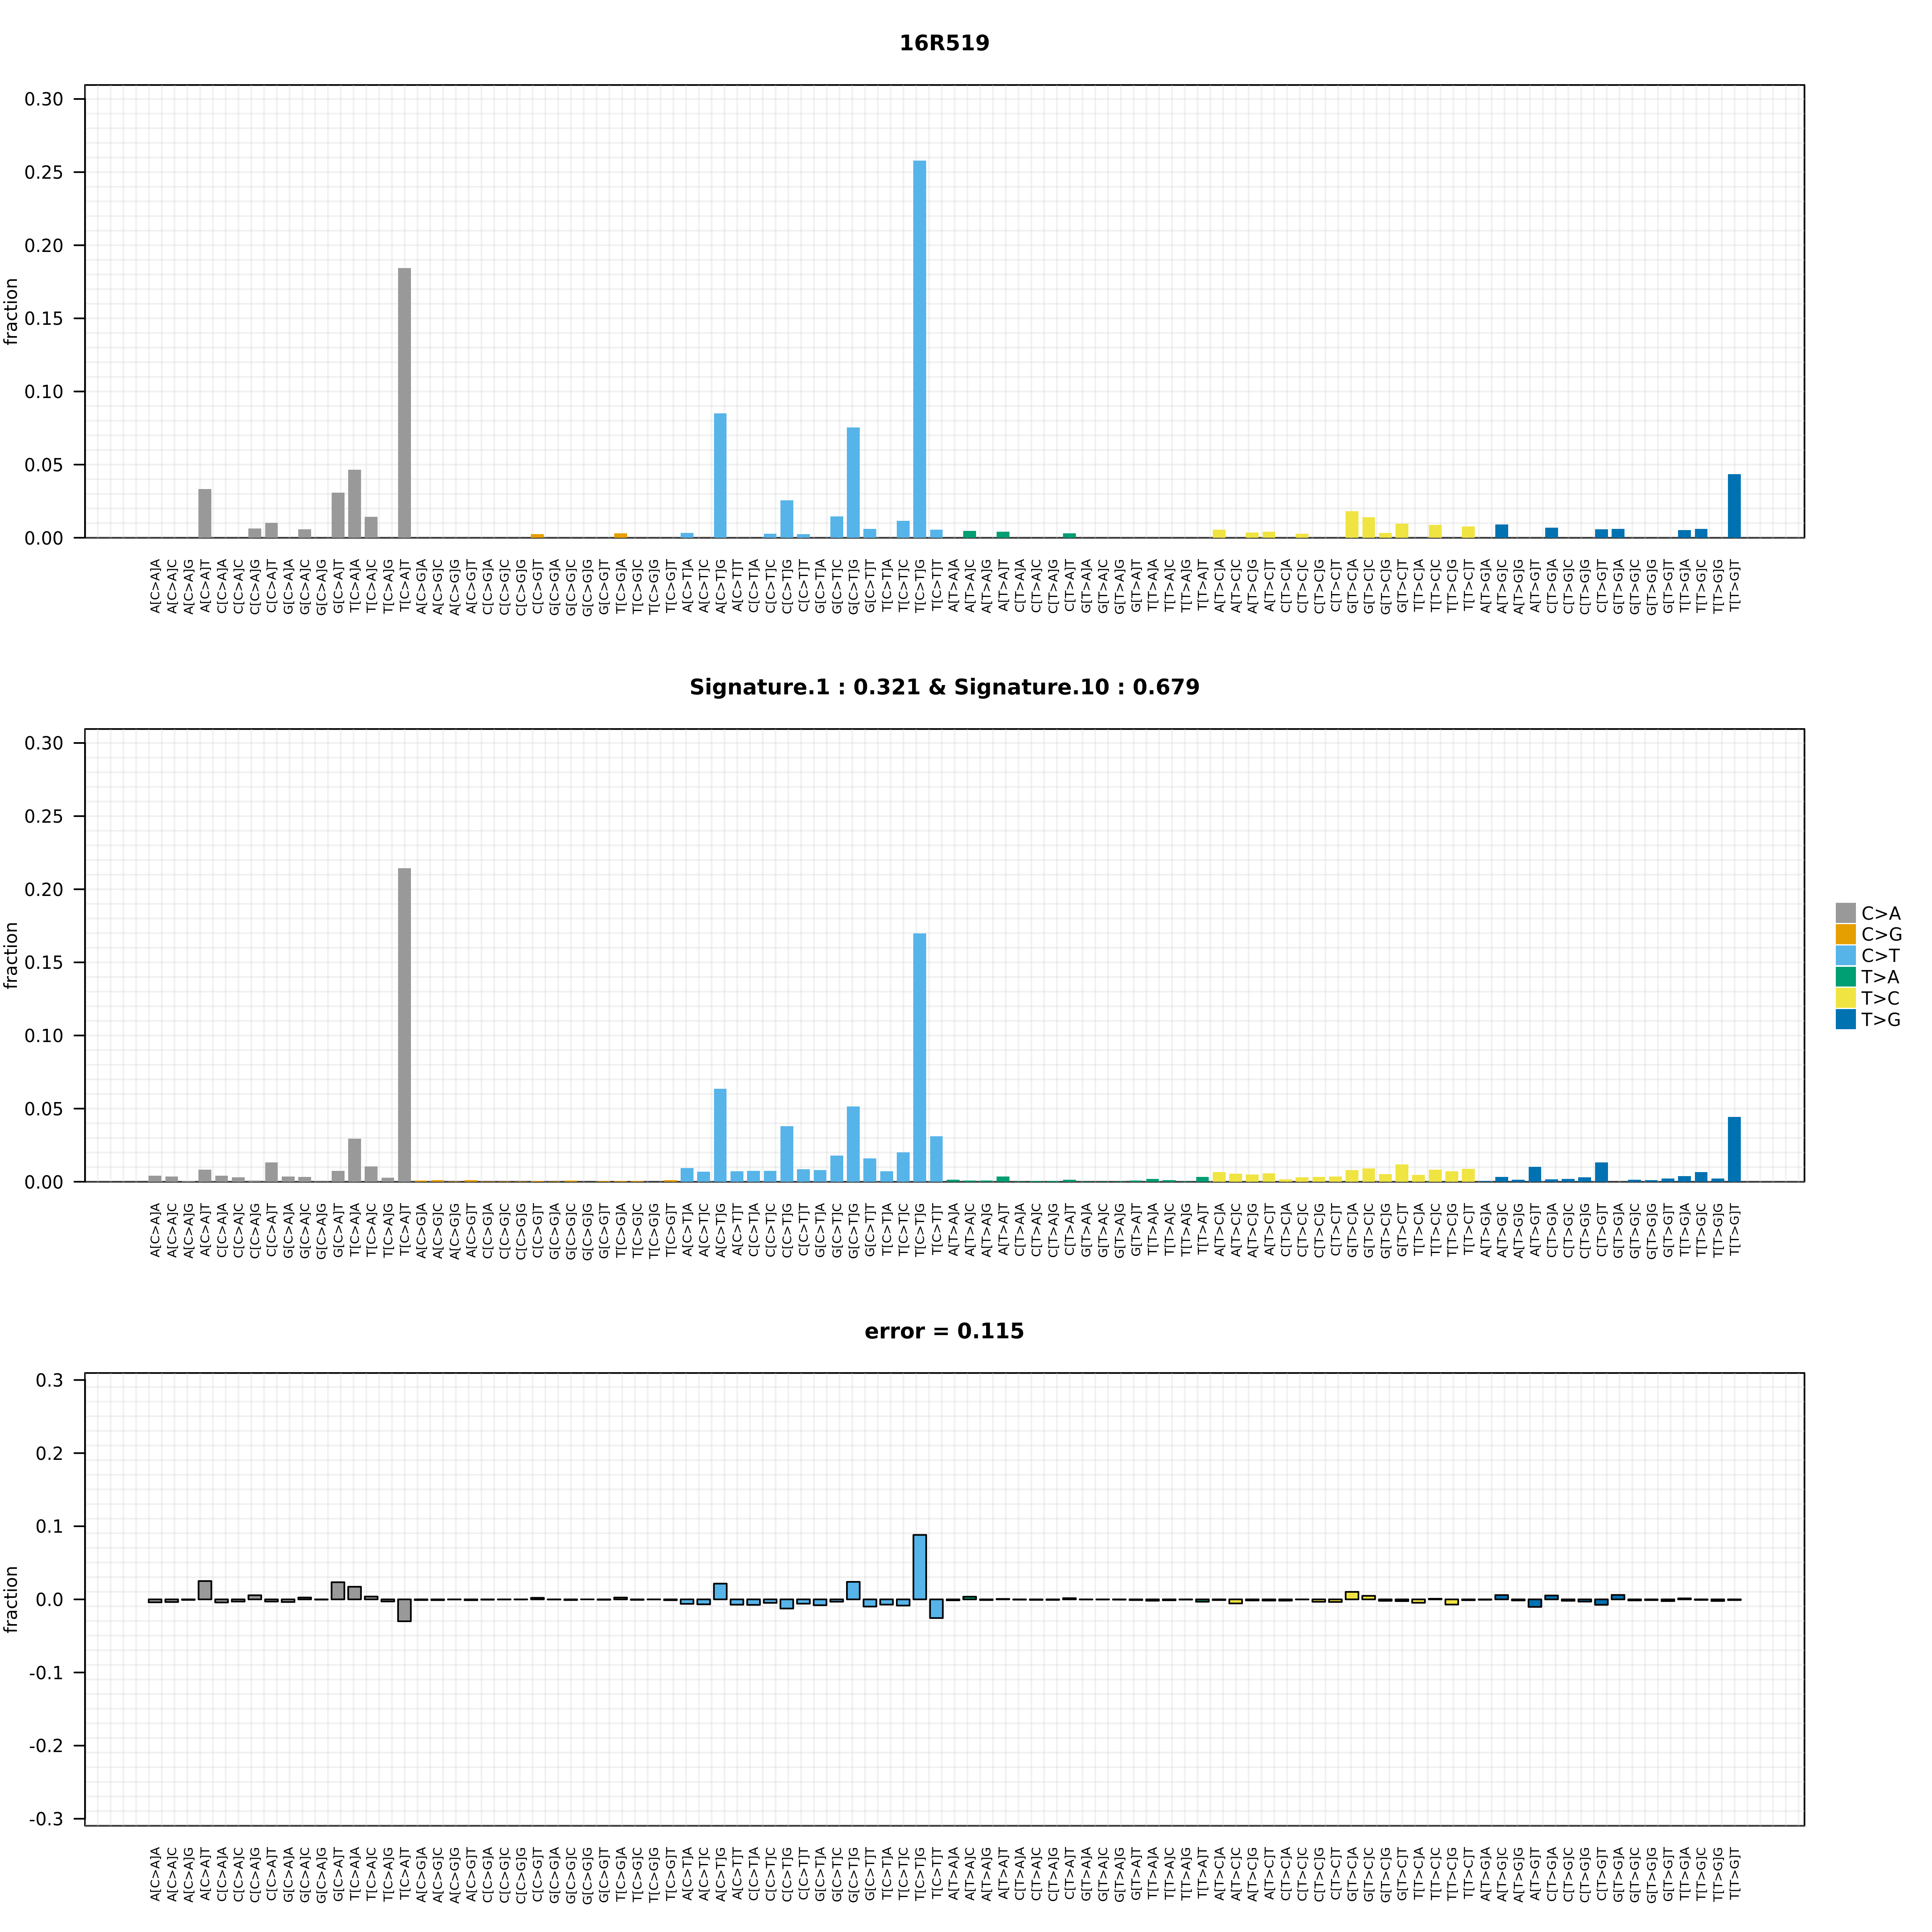 16R519
0.30
0.25
0.20
0.15
0.10
0.05
0.00
fraction
A[C>A]A A[C>A]C A[C>A]G A[C>A]T C[C>A]A C[C>A]C C[C>A]G C[C>A]T G[C>A]A G[C>A]C G[C>A]G G[C>A]T T[C>A]A T[C>A]C T[C>A]G T[C>A]T A[C>G]A A[C>G]C A[C>G]G A[C>G]T C[C>G]A C[C>G]C C[C>G]G C[C>G]T G[C>G]A G[C>G]C G[C>G]G G[C>G]T T[C>G]A T[C>G]C T[C>G]G T[C>G]T A[C>T]A A[C>T]C A[C>T]G A[C>T]T C[C>T]A C[C>T]C C[C>T]G C[C>T]T G[C>T]A G[C>T]C G[C>T]G G[C>T]T T[C>T]A T[C>T]C T[C>T]G T[C>T]T A[T>A]A A[T>A]C A[T>A]G A[T>A]T C[T>A]A C[T>A]C C[T>A]G C[T>A]T G[T>A]A G[T>A]C G[T>A]G G[T>A]T T[T>A]A T[T>A]C T[T>A]G T[T>A]T A[T>C]A A[T>C]C A[T>C]G A[T>C]T C[T>C]A C[T>C]C C[T>C]G C[T>C]T G[T>C]A G[T>C]C G[T>C]G G[T>C]T T[T>C]A T[T>C]C T[T>C]G T[T>C]T A[T>G]A A[T>G]C A[T>G]G A[T>G]T C[T>G]A C[T>G]C C[T>G]G C[T>G]T G[T>G]A G[T>G]C G[T>G]G G[T>G]T T[T>G]A T[T>G]C T[T>G]G T[T>G]T
Signature.1 : 0.321 & Signature.10 : 0.679
0.30
0.25
0.20
0.15
0.10
0.05
0.00
fraction
A[C>A]A A[C>A]C A[C>A]G A[C>A]T C[C>A]A C[C>A]C C[C>A]G C[C>A]T G[C>A]A G[C>A]C G[C>A]G G[C>A]T T[C>A]A T[C>A]C T[C>A]G T[C>A]T A[C>G]A A[C>G]C A[C>G]G A[C>G]T C[C>G]A C[C>G]C C[C>G]G C[C>G]T G[C>G]A G[C>G]C G[C>G]G G[C>G]T T[C>G]A T[C>G]C T[C>G]G T[C>G]T A[C>T]A A[C>T]C A[C>T]G A[C>T]T C[C>T]A C[C>T]C C[C>T]G C[C>T]T G[C>T]A G[C>T]C G[C>T]G G[C>T]T T[C>T]A T[C>T]C T[C>T]G T[C>T]T A[T>A]A A[T>A]C A[T>A]G A[T>A]T C[T>A]A C[T>A]C C[T>A]G C[T>A]T G[T>A]A G[T>A]C G[T>A]G G[T>A]T T[T>A]A T[T>A]C T[T>A]G T[T>A]T A[T>C]A A[T>C]C A[T>C]G A[T>C]T C[T>C]A C[T>C]C C[T>C]G C[T>C]T G[T>C]A G[T>C]C G[T>C]G G[T>C]T T[T>C]A T[T>C]C T[T>C]G T[T>C]T A[T>G]A A[T>G]C A[T>G]G A[T>G]T C[T>G]A C[T>G]C C[T>G]G C[T>G]T G[T>G]A G[T>G]C G[T>G]G G[T>G]T T[T>G]A T[T>G]C T[T>G]G T[T>G]T
C>A
C>G
C>T
T>A
T>C
T>G
error = 0.115
0.3
0.2
0.1
0.0
-0.1
-0.2
-0.3
fraction
A[C>A]A A[C>A]C A[C>A]G A[C>A]T C[C>A]A C[C>A]C C[C>A]G C[C>A]T G[C>A]A G[C>A]C G[C>A]G G[C>A]T T[C>A]A T[C>A]C T[C>A]G T[C>A]T A[C>G]A A[C>G]C A[C>G]G A[C>G]T C[C>G]A C[C>G]C C[C>G]G C[C>G]T G[C>G]A G[C>G]C G[C>G]G G[C>G]T T[C>G]A T[C>G]C T[C>G]G T[C>G]T A[C>T]A A[C>T]C A[C>T]G A[C>T]T C[C>T]A C[C>T]C C[C>T]G C[C>T]T G[C>T]A G[C>T]C G[C>T]G G[C>T]T T[C>T]A T[C>T]C T[C>T]G T[C>T]T A[T>A]A A[T>A]C A[T>A]G A[T>A]T C[T>A]A C[T>A]C C[T>A]G C[T>A]T G[T>A]A G[T>A]C G[T>A]G G[T>A]T T[T>A]A T[T>A]C T[T>A]G T[T>A]T A[T>C]A A[T>C]C A[T>C]G A[T>C]T C[T>C]A C[T>C]C C[T>C]G C[T>C]T G[T>C]A G[T>C]C G[T>C]G G[T>C]T T[T>C]A T[T>C]C T[T>C]G T[T>C]T A[T>G]A A[T>G]C A[T>G]G A[T>G]T C[T>G]A C[T>G]C C[T>G]G C[T>G]T G[T>G]A G[T>G]C G[T>G]G G[T>G]T T[T>G]A T[T>G]C T[T>G]G T[T>G]T